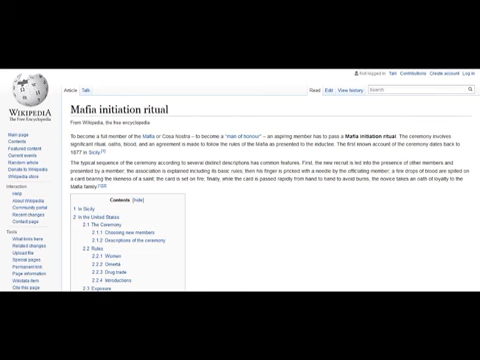 Not logged in Talk Contributions Create account Log in
Article Talk Read Edit View history Search
WIKIPEDIA
The Free Encyclopedia
Main page
Contents
Featured content
Current events
Random article
Donate to Wikipedia
Wikipedia store
Interaction
Help
About Wikipedia
Community portal
Recent changes
Contact page
Tools
What links here
Related changes
Upload file
Special pages
Permanent link
Page information
Wikidata item
Cite this page
Mafia initiation ritual
From Wikipedia, the free encyclopedia
To become a full member of the Mafia or Cosa Nostra – to become a "man of honour" – an aspiring member has to pass a Mafia initiation ritual. The ceremony involves
significant ritual, oaths, blood, and an agreement is made to follow the rules of the Mafia as presented to the inductee. The first known account of the ceremony dates back to
1877 in Sicily.[1]
The typical sequence of the ceremony according to several distinct descriptions has common features. First, the new recruit is led into the presence of other members and
presented by a member; the association is explained including its basic rules; then his finger is pricked with a needle by the officiating member; a few drops of blood are spilled on
a card bearing the likeness of a saint; the card is set on fire; finally, while the card is passed rapidly from hand to hand to avoid burns, the novice takes an oath of loyalty to the
Mafia family.[1][2]
Contents [hide]
1 In Sicily
2 In the United States
2.1 The Ceremony
2.1.1 Choosing new members
2.1.2 Descriptions of the ceremony
2.2 Rules
2.2.1 Women
2.2.2 Omertà
2.2.3 Drug trade
2.2.4 Introductions
2.3 Exposure